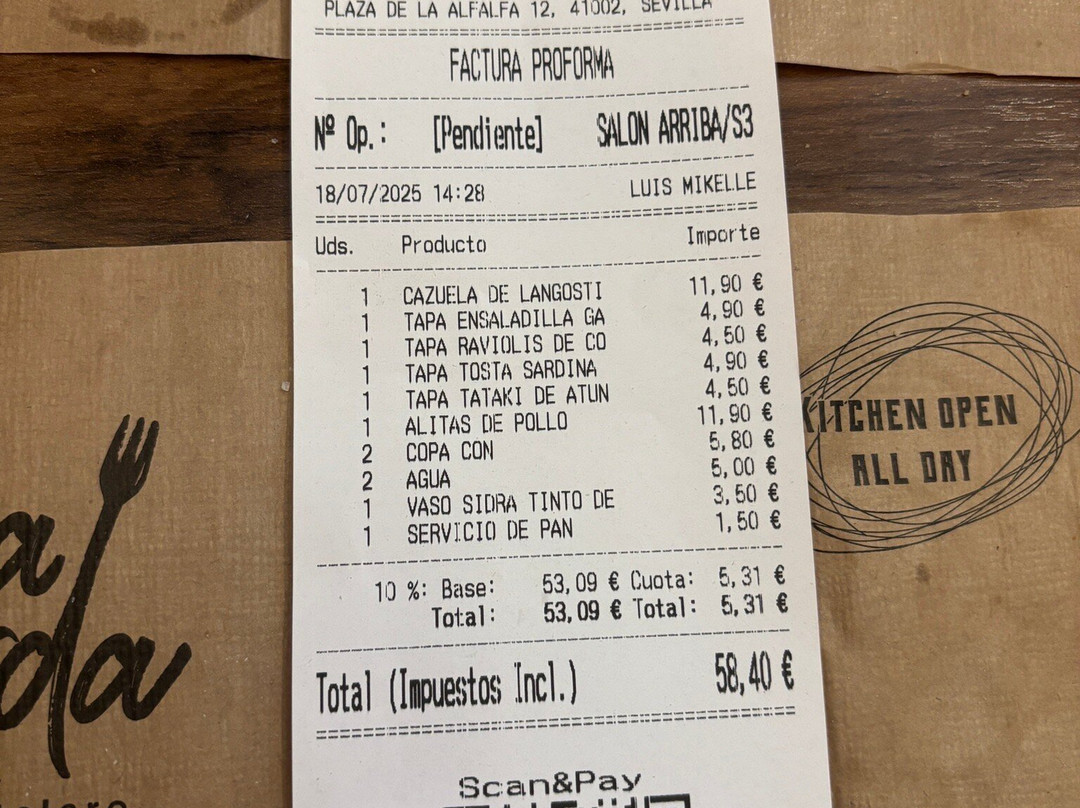 PLAZA DE LA ALFALFA 12, 41002, SEVILLA
FACTURA PROFORMA
Nº Op.: [Pendiente] SALON ARRIBA/S3
18/07/2025 14:28 LUIS MIKELLE
Uds. Producto Importe
1 CAZUELA DE LANGOSTI 11,90 €
1 TAPA ENSALADILLA GA 4,90 €
1 TAPA RAVIOLIS DE CO 4,50 €
1 TAPA TOSTA SARDINA 4,90 €
1 TAPA TATAKI DE ATUN 4,50 €
1 ALITAS DE POLLO 11,90 €
2 COPA CON 5,80 €
2 AGUA 5,00 €
1 VASO SIDRA TINTO DE 3,50 €
1 SERVICIO DE PAN 1,50 €
10 %: Base: 53,09 € Cuota: 5,31 €
Total: 53,09 € Total: 5,31 €
Total (Impuestos Incl.) 58,40 €
Scan&Pay
KITCHEN OPEN
ALL DAY